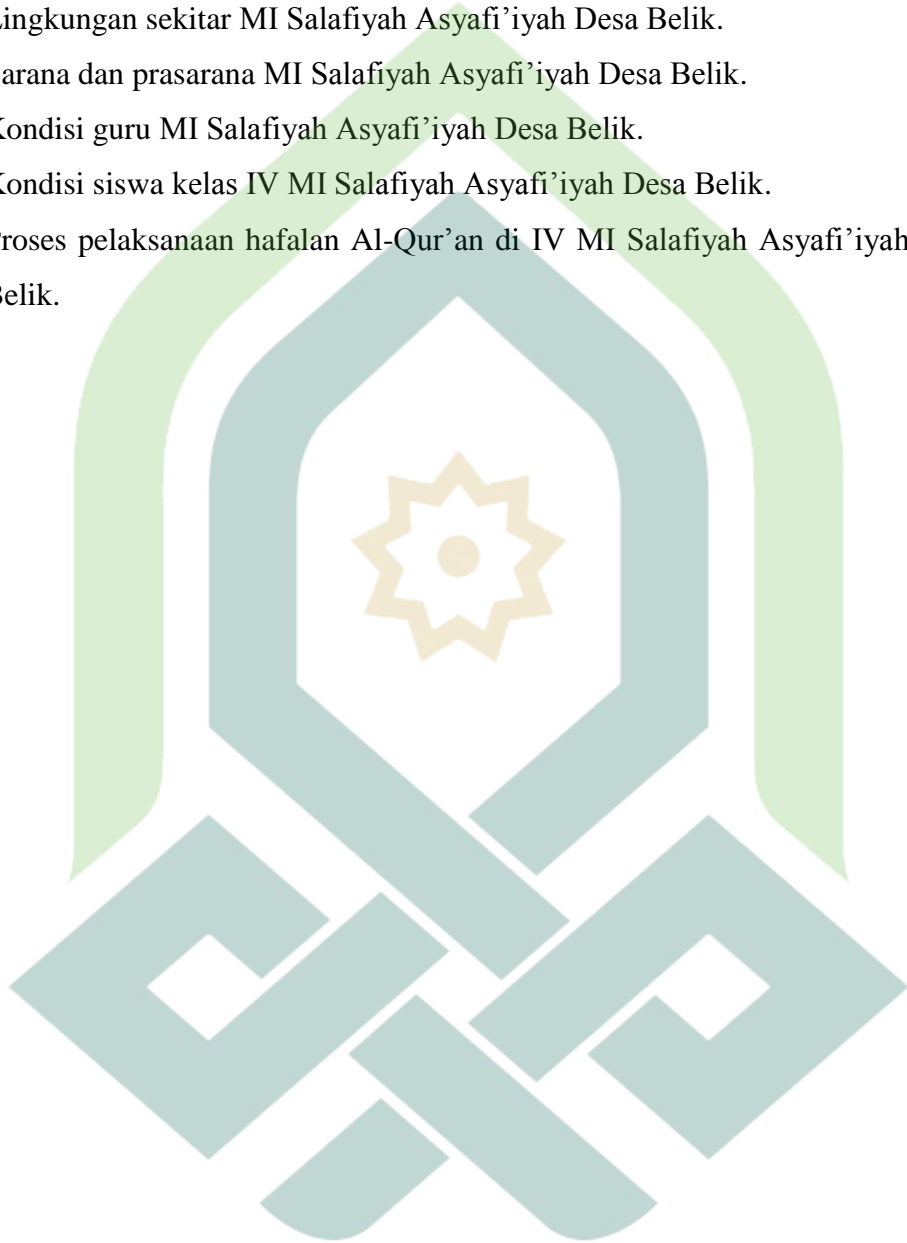 Lingkungan sekitar MI Salafiyah Asyafi’iyah Desa Belik.
arana dan prasarana MI Salafiyah Asyafi’iyah Desa Belik.
Kondisi guru MI Salafiyah Asyafi’iyah Desa Belik.
Kondisi siswa kelas IV MI Salafiyah Asyafi’iyah Desa Belik.
Proses pelaksanaan hafalan Al-Qur’an di IV MI Salafiyah Asyafi’iyah
Belik.